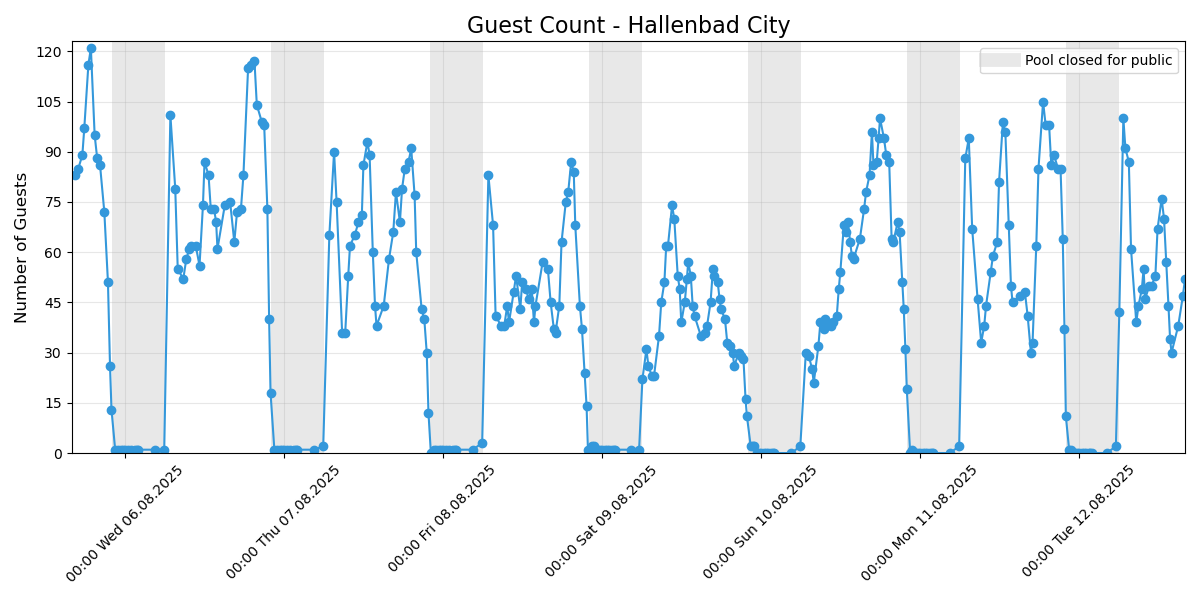 Guest Count - Hallenbad City
Pool closed for public
Number of Guests
120
105
90
75
60
45
30
15
0
00:00 Wed 06.08.2025
00:00 Thu 07.08.2025
00:00 Fri 08.08.2025
00:00 Sat 09.08.2025
00:00 Sun 10.08.2025
00:00 Mon 11.08.2025
00:00 Tue 12.08.2025